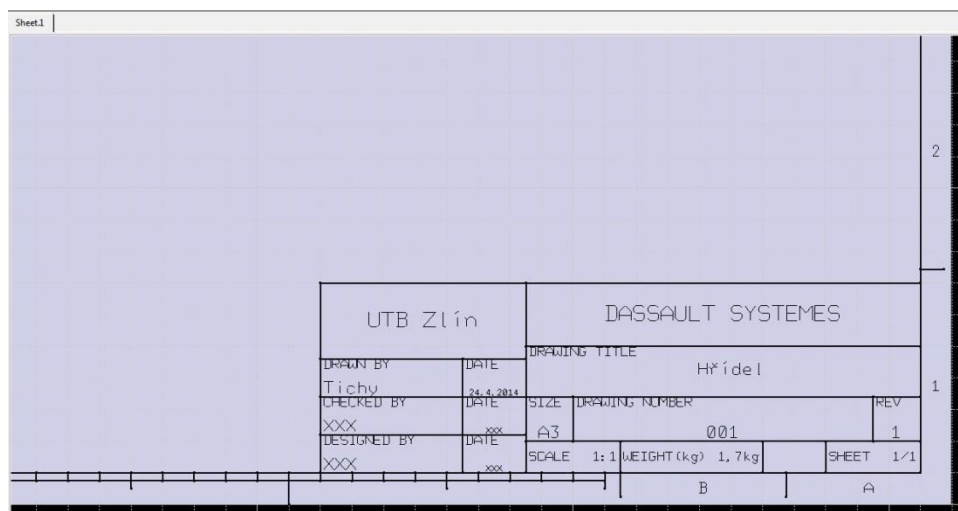 Sheet.1
2
UTB Zlín
DASSAULT SYSTEMES
DRAWN BY
DATE
DRAWING TITLE
Tichy
24.4.2014
Hřídel
1
CHECKED BY
DATE
SIZE
DRAWING NUMBER
REV
XXX
xxx
A3
001
1
DESIGNED BY
DATE
XXX
xxx
SCALE 1:1
WEIGHT(kg) 1,7kg
SHEET 1/1
B
A